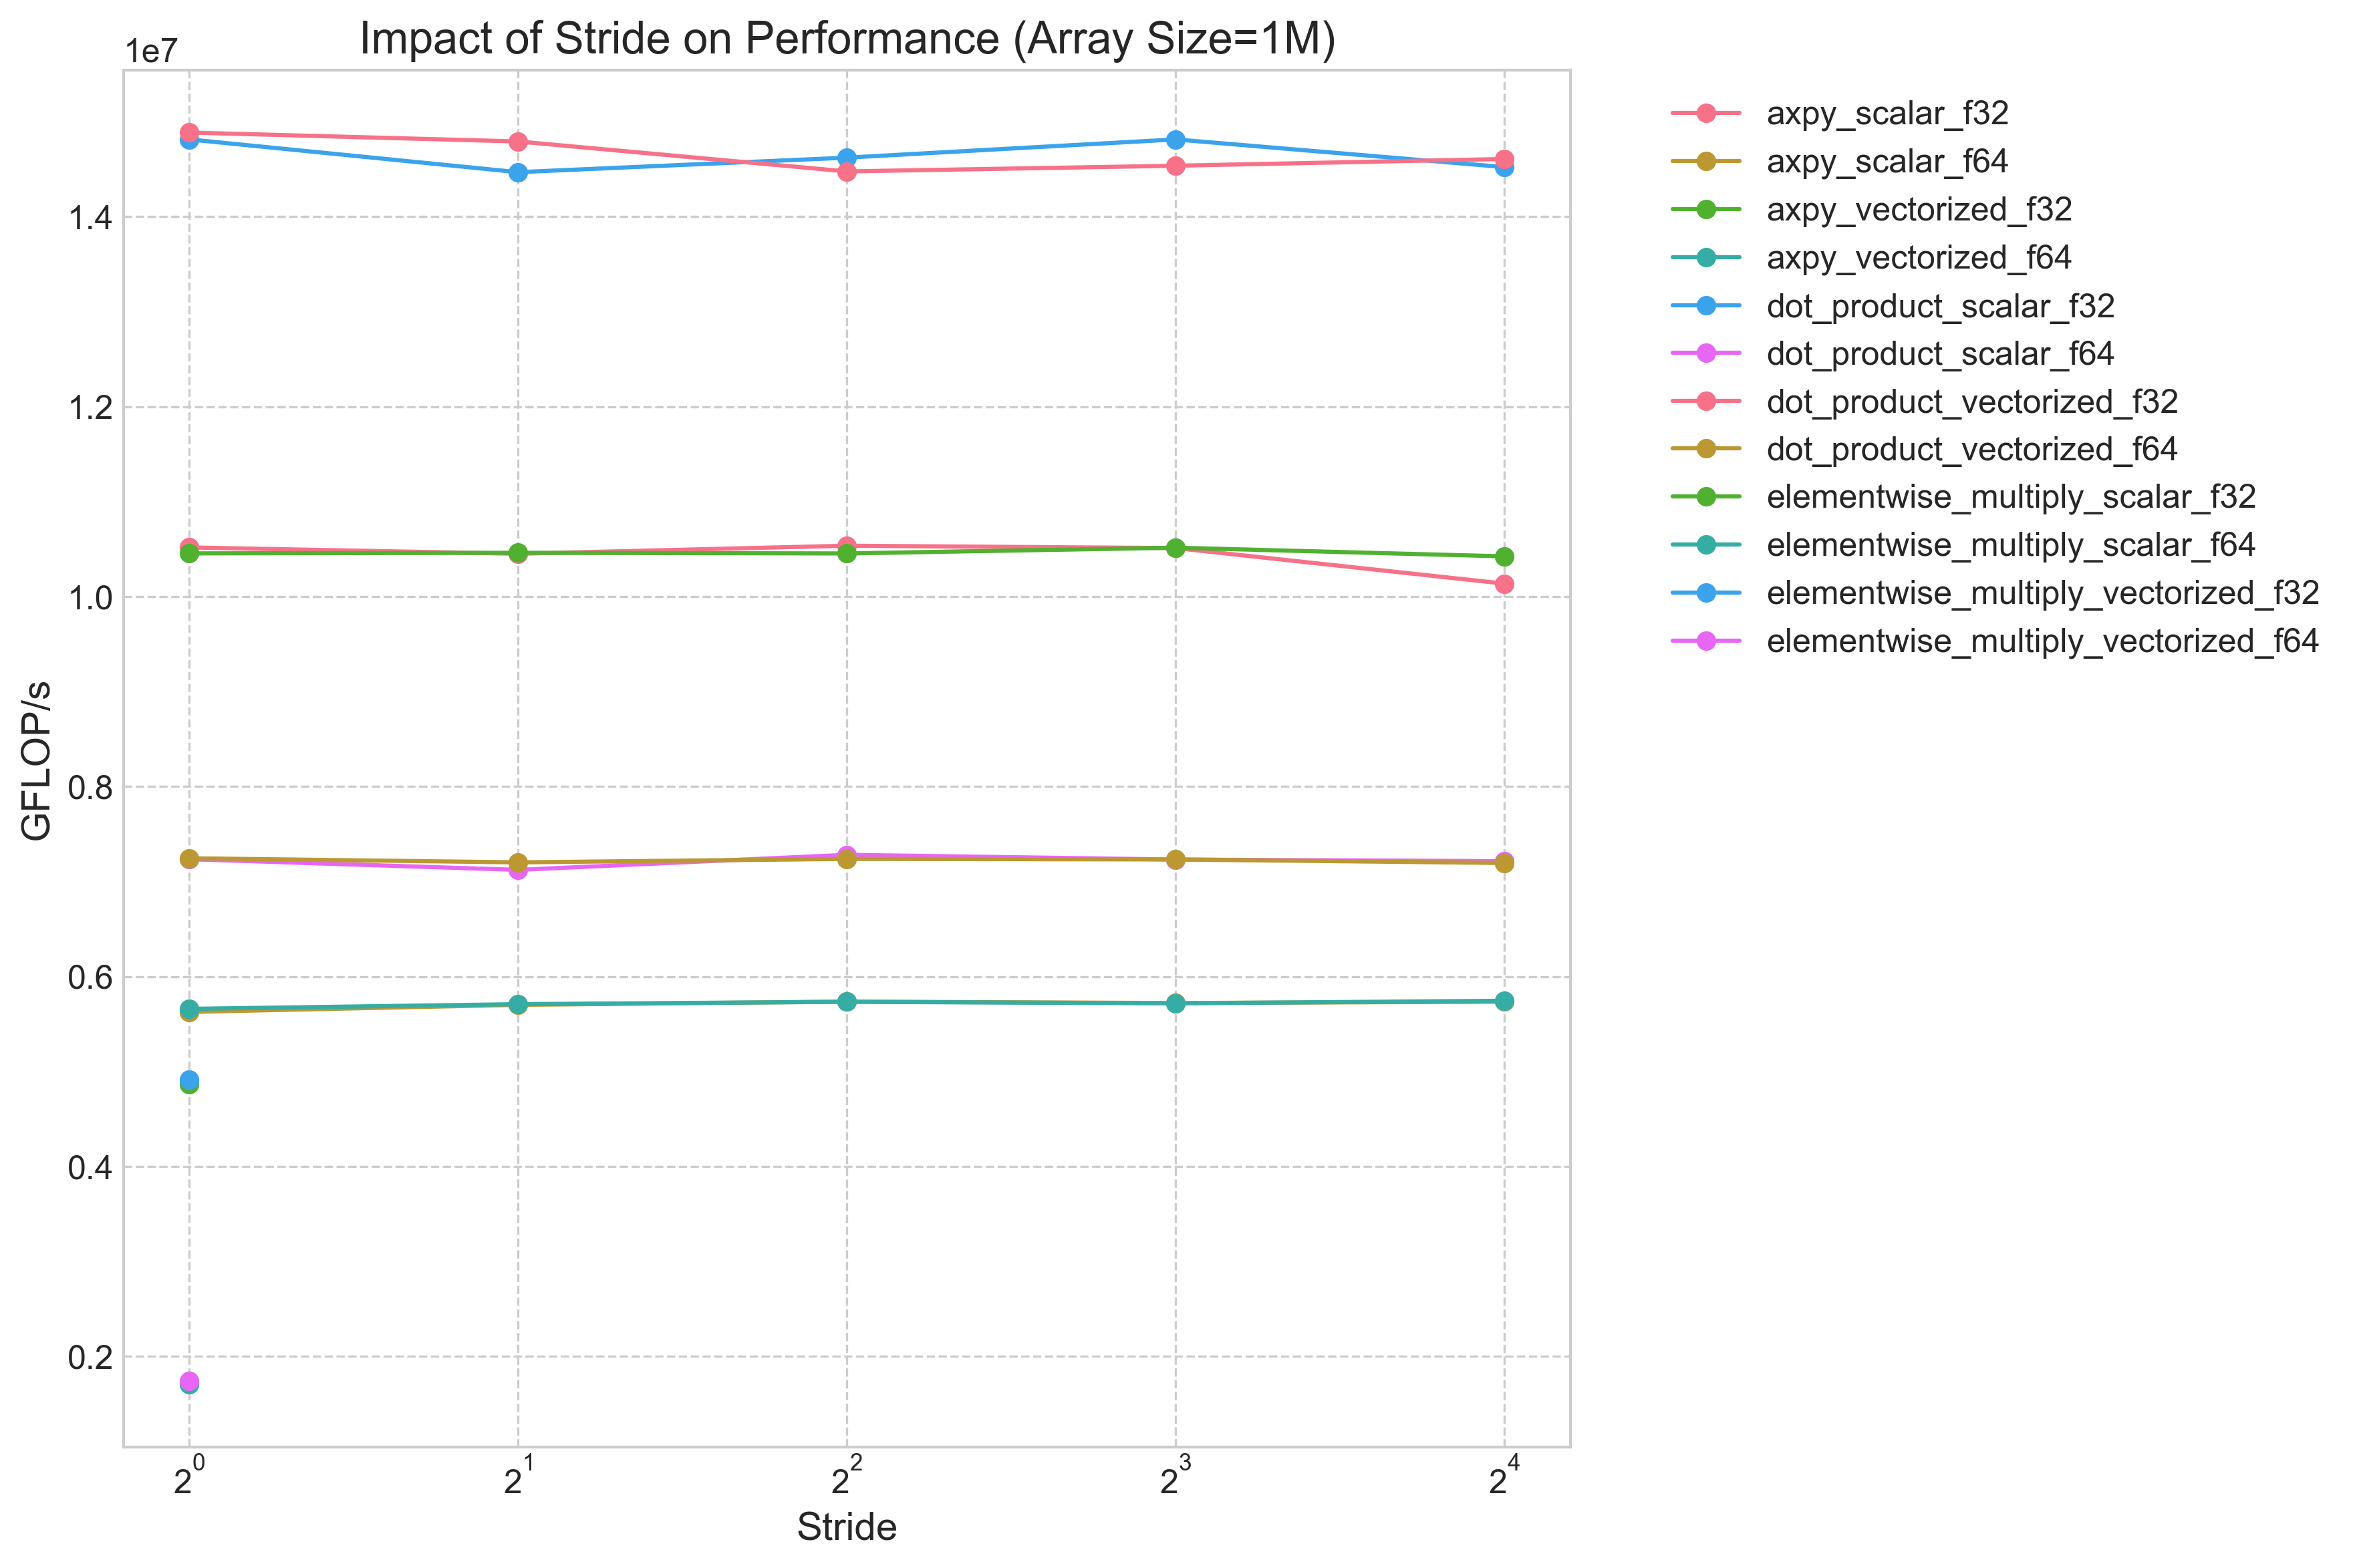 Impact of Stride on Performance (Array Size=1M)
1e7
1.4
1.2
1.0
0.8
0.6
0.4
0.2
GFLOP/s
2^0
2^1
2^2
2^3
2^4
Stride
axpy_scalar_f32
axpy_scalar_f64
axpy_vectorized_f32
axpy_vectorized_f64
dot_product_scalar_f32
dot_product_scalar_f64
dot_product_vectorized_f32
dot_product_vectorized_f64
elementwise_multiply_scalar_f32
elementwise_multiply_scalar_f64
elementwise_multiply_vectorized_f32
elementwise_multiply_vectorized_f64